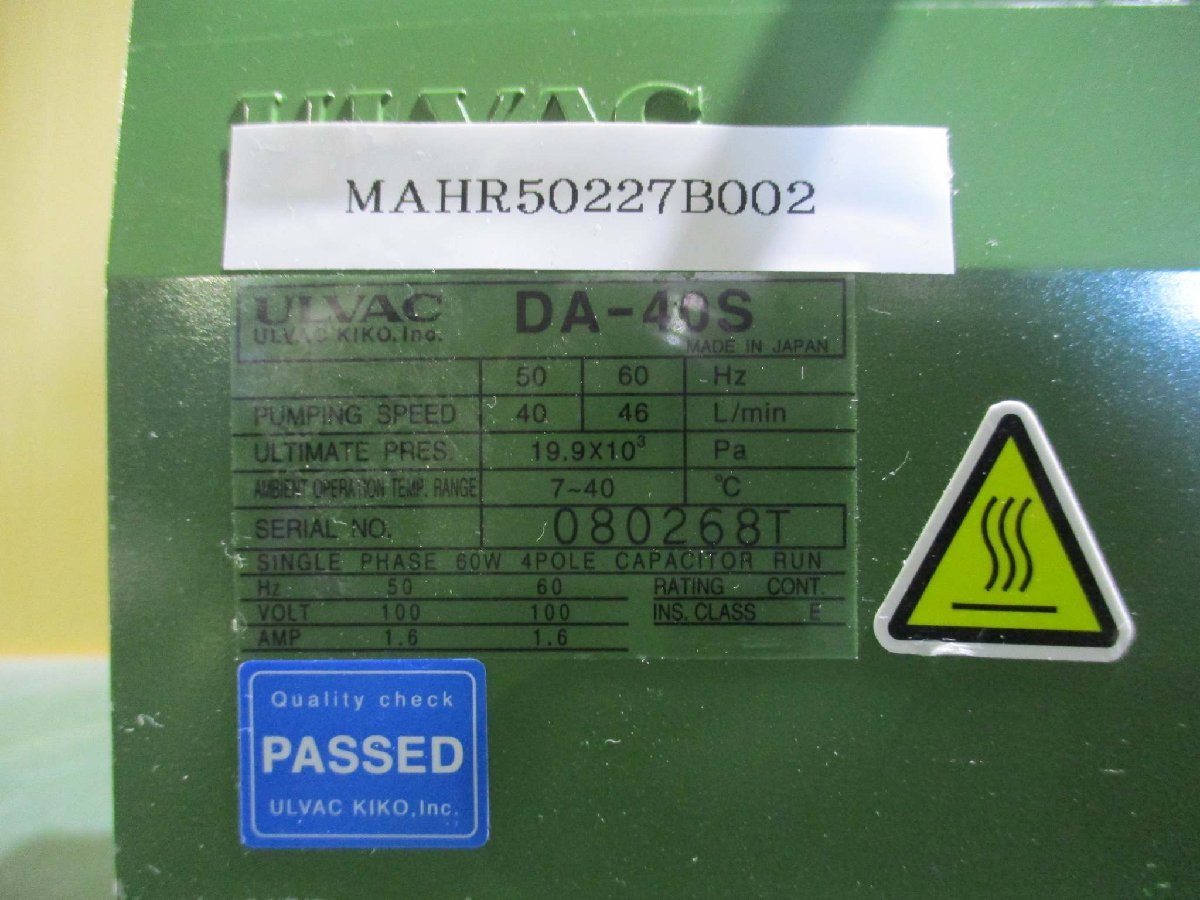 ULVAC
MAHR50227B002
ULVAC DA-40S
ULVAC KIKO, Inc.
MADE IN JAPAN
50 60 Hz
PUMPING SPEED 40 46 L/min
ULTIMATE PRES. 19.9X10³ Pa
AMBIENT OPERATION TEMP. RANGE 7~40 ℃
SERIAL NO. 080268T
SINGLE PHASE 60W 4POLE CAPACITOR RUN
Hz 50 60 RATING CONT.
VOLT 100 100 INS. CLASS E
AMP 1.6 1.6
Quality check
PASSED
ULVAC KIKO, Inc.